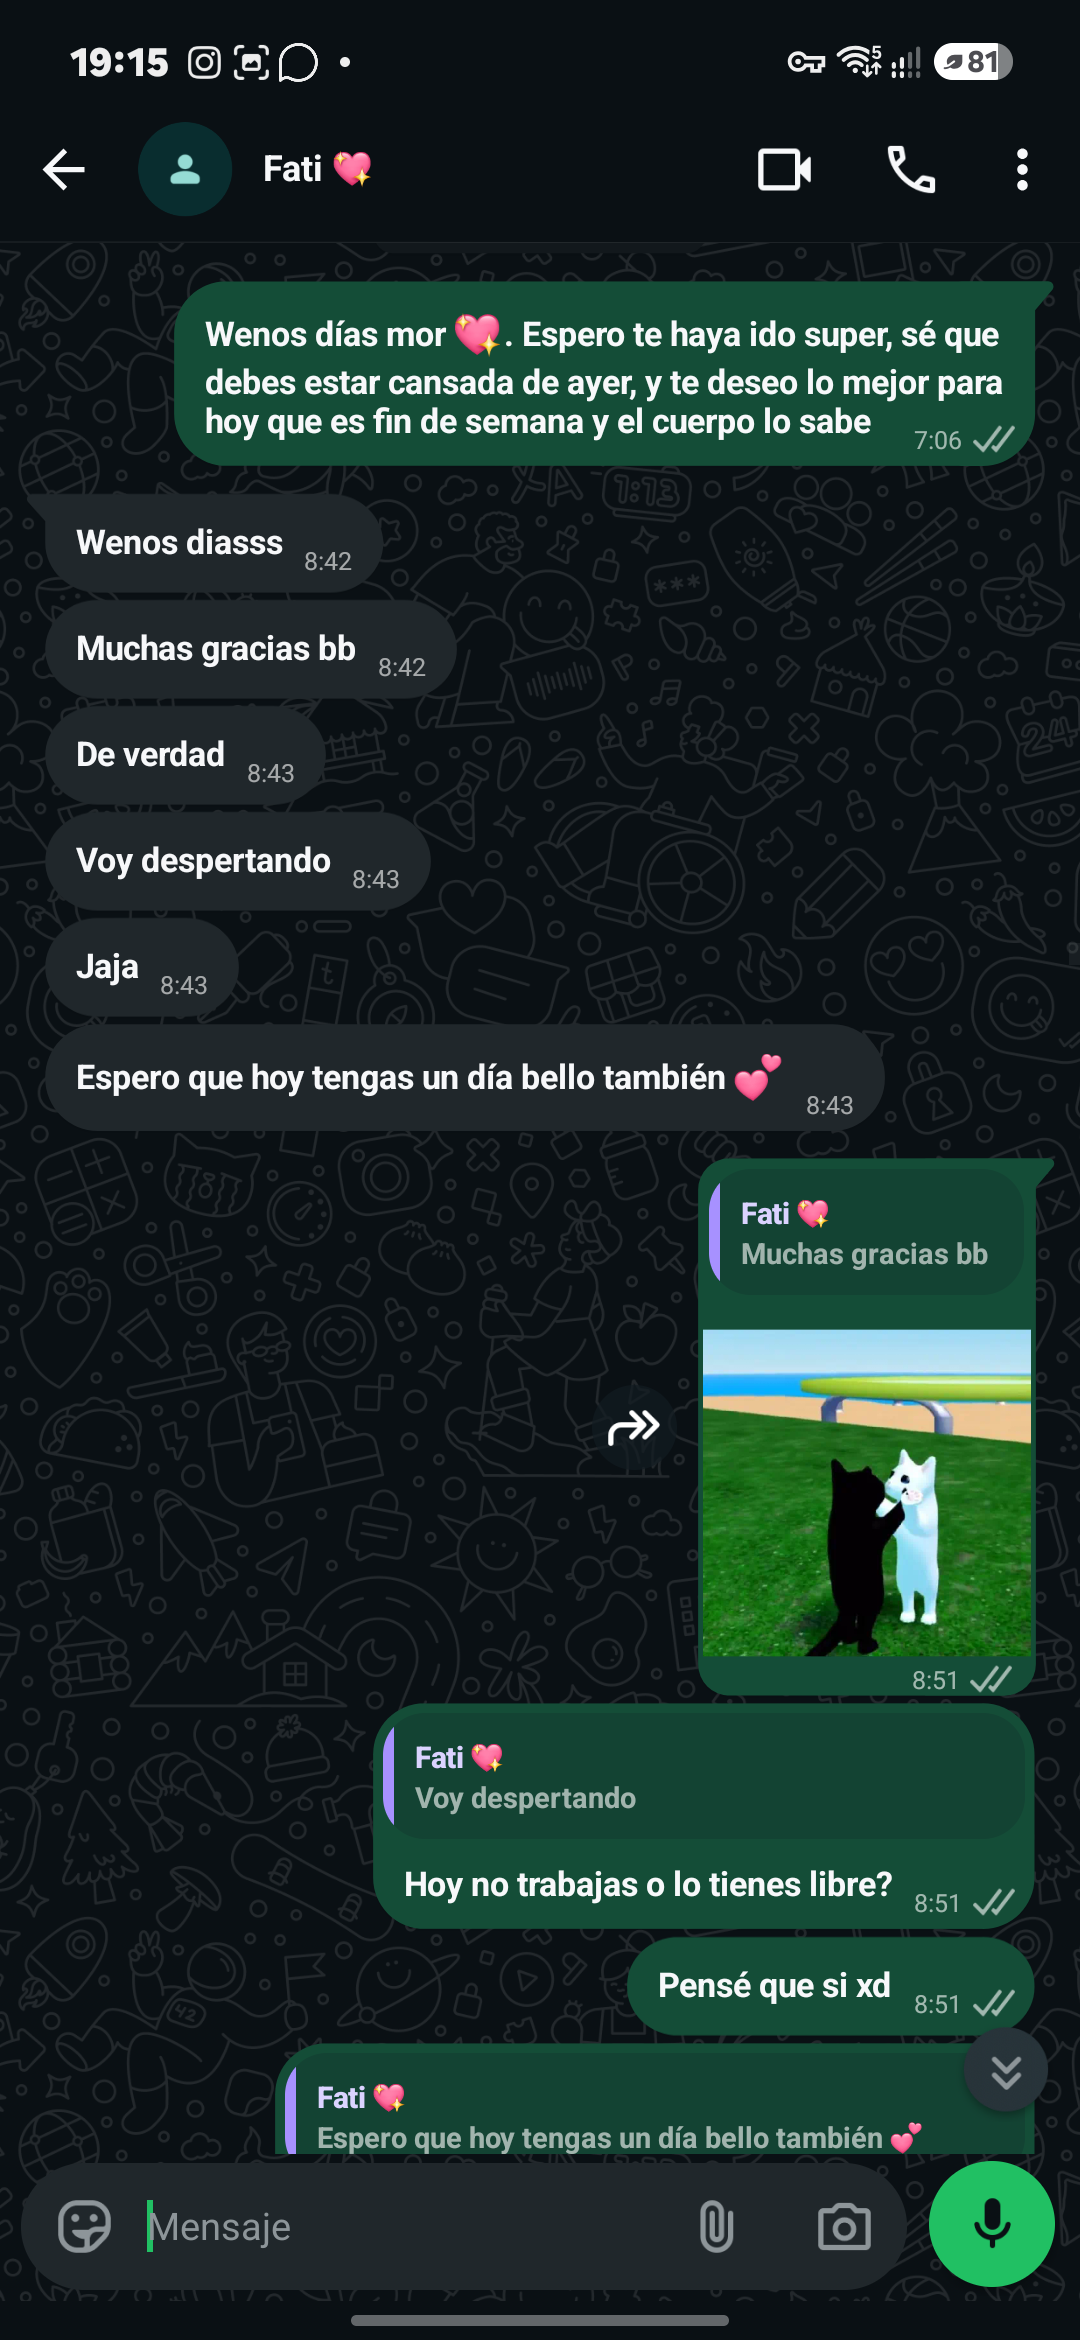 19:15
5
81
Fati 💖
Wenos días mor 💖. Espero te haya ido super, sé que
debes estar cansada de ayer, y te deseo lo mejor para
hoy que es fin de semana y el cuerpo lo sabe
7:06
Wenos diasss
8:42
Muchas gracias bb
8:42
De verdad
8:43
Voy despertando
8:43
Jaja
8:43
Espero que hoy tengas un día bello también 💕
8:43
Fati 💖
Muchas gracias bb
8:51
Fati 💖
Voy despertando
Hoy no trabajas o lo tienes libre?
8:51
Pensé que si xd
8:51
Fati 💖
Espero que hoy tengas un día bello también 💕
Mensaje